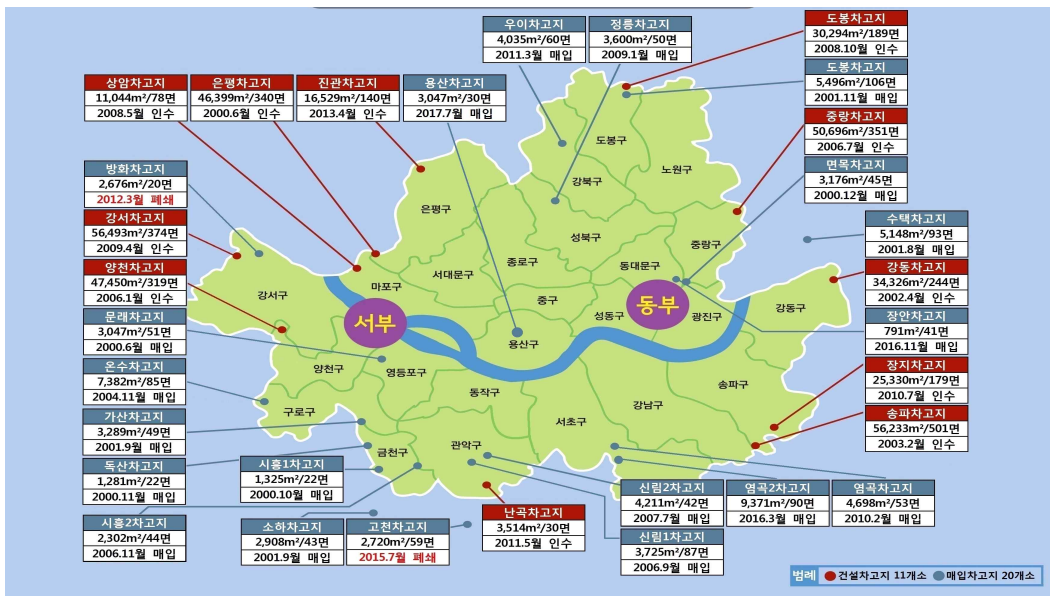 우이차고지
4,035m²/60면
2011.3월 매입
정릉차고지
3,600m²/50면
2009.1월 매입
도봉차고지
30,294m²/189면
2008.10월 인수
도봉차고지
5,496m²/106면
2001.11월 매입
상암차고지
11,044m²/78면
2008.5월 인수
은평차고지
46,399m²/340면
2000.6월 인수
진관차고지
16,529m²/140면
2013.4월 인수
용산차고지
3,047m²/30면
2017.7월 매입
중랑차고지
50,696m²/351면
2006.7월 인수
면목차고지
3,176m²/45면
2000.12월 매입
방화차고지
2,676m²/20면
2012.3월 폐쇄
강서차고지
56,493m²/374면
2009.4월 인수
양천차고지
47,450m²/319면
2006.1월 인수
문래차고지
3,047m²/51면
2000.6월 매입
온수차고지
7,382m²/85면
2004.11월 매입
가산차고지
3,289m²/49면
2001.9월 매입
독산차고지
1,281m²/22면
2000.11월 매입
시흥2차고지
2,302m²/44면
2006.11월 매입
시흥1차고지
1,325m²/22면
2000.10월 매입
소하차고지
2,908m²/43면
2001.9월 매입
고천차고지
2,720m²/59면
2015.7월 폐쇄
난곡차고지
3,514m²/30면
2011.5월 인수
신림2차고지
4,211m²/42면
2007.7월 매입
신림1차고지
3,725m²/87면
2006.9월 매입
염곡2차고지
9,371m²/90면
2016.3월 매입
염곡차고지
4,698m²/53면
2010.2월 매입
수택차고지
5,148m²/93면
2001.8월 매입
강동차고지
34,326m²/244면
2002.4월 인수
장안차고지
791m²/41면
2016.11월 매입
장지차고지
25,330m²/179면
2010.7월 인수
송파차고지
56,233m²/501면
2003.2월 인수
도봉구
노원구
강북구
은평구
성북구
중랑구
종로구
동대문구
서대문구
마포구
중구
강서구
서부
동부
성동구
광진구
강동구
용산구
양천구
영등포구
동작구
송파구
강남구
구로구
서초구
관악구
금천구
범례 건설차고지 11개소 매입차고지 20개소